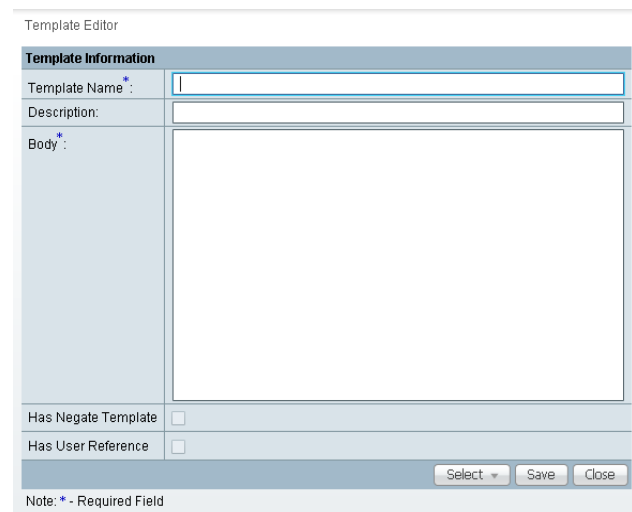 Template Editor
Template Information
Template Name*:
Description:
Body*:
Has Negate Template
Has User Reference
Select Save Close
Note: * - Required Field